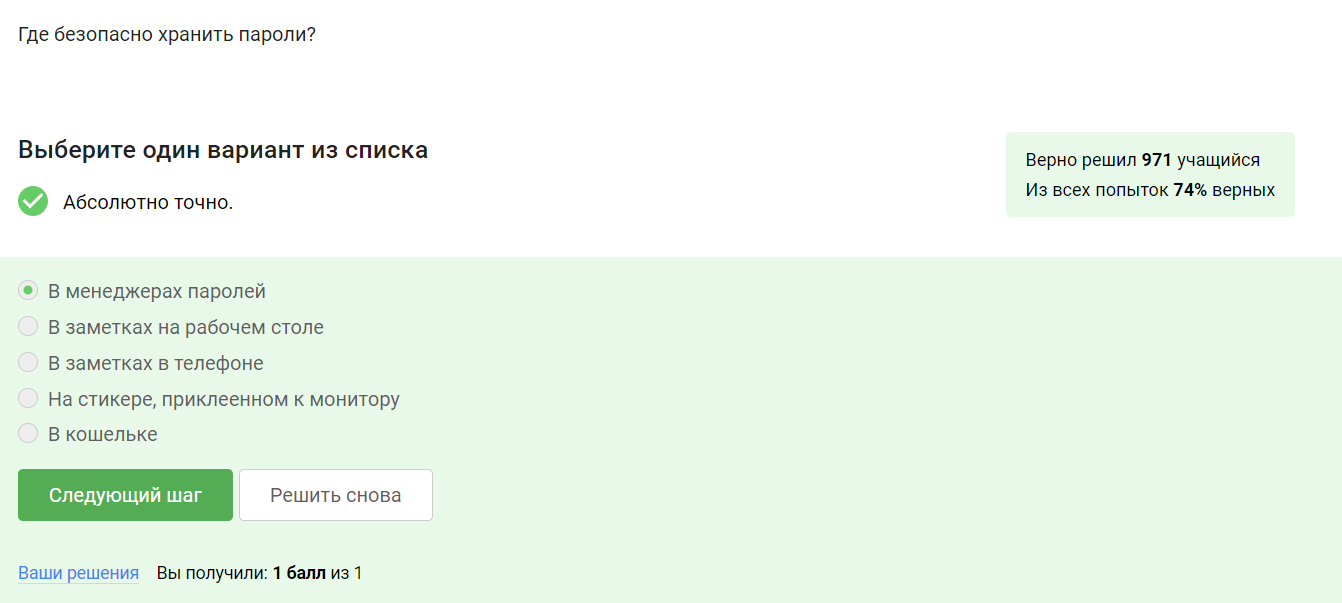 Где безопасно хранить пароли?
Выберите один вариант из списка
Абсолютно точно.
Верно решил 971 учащийся
Из всех попыток 74% верных
В менеджерах паролей
В заметках на рабочем столе
В заметках в телефоне
На стикере, приклеенном к монитору
В кошельке
Следующий шаг
Решить снова
Ваши решения Вы получили: 1 балл из 1